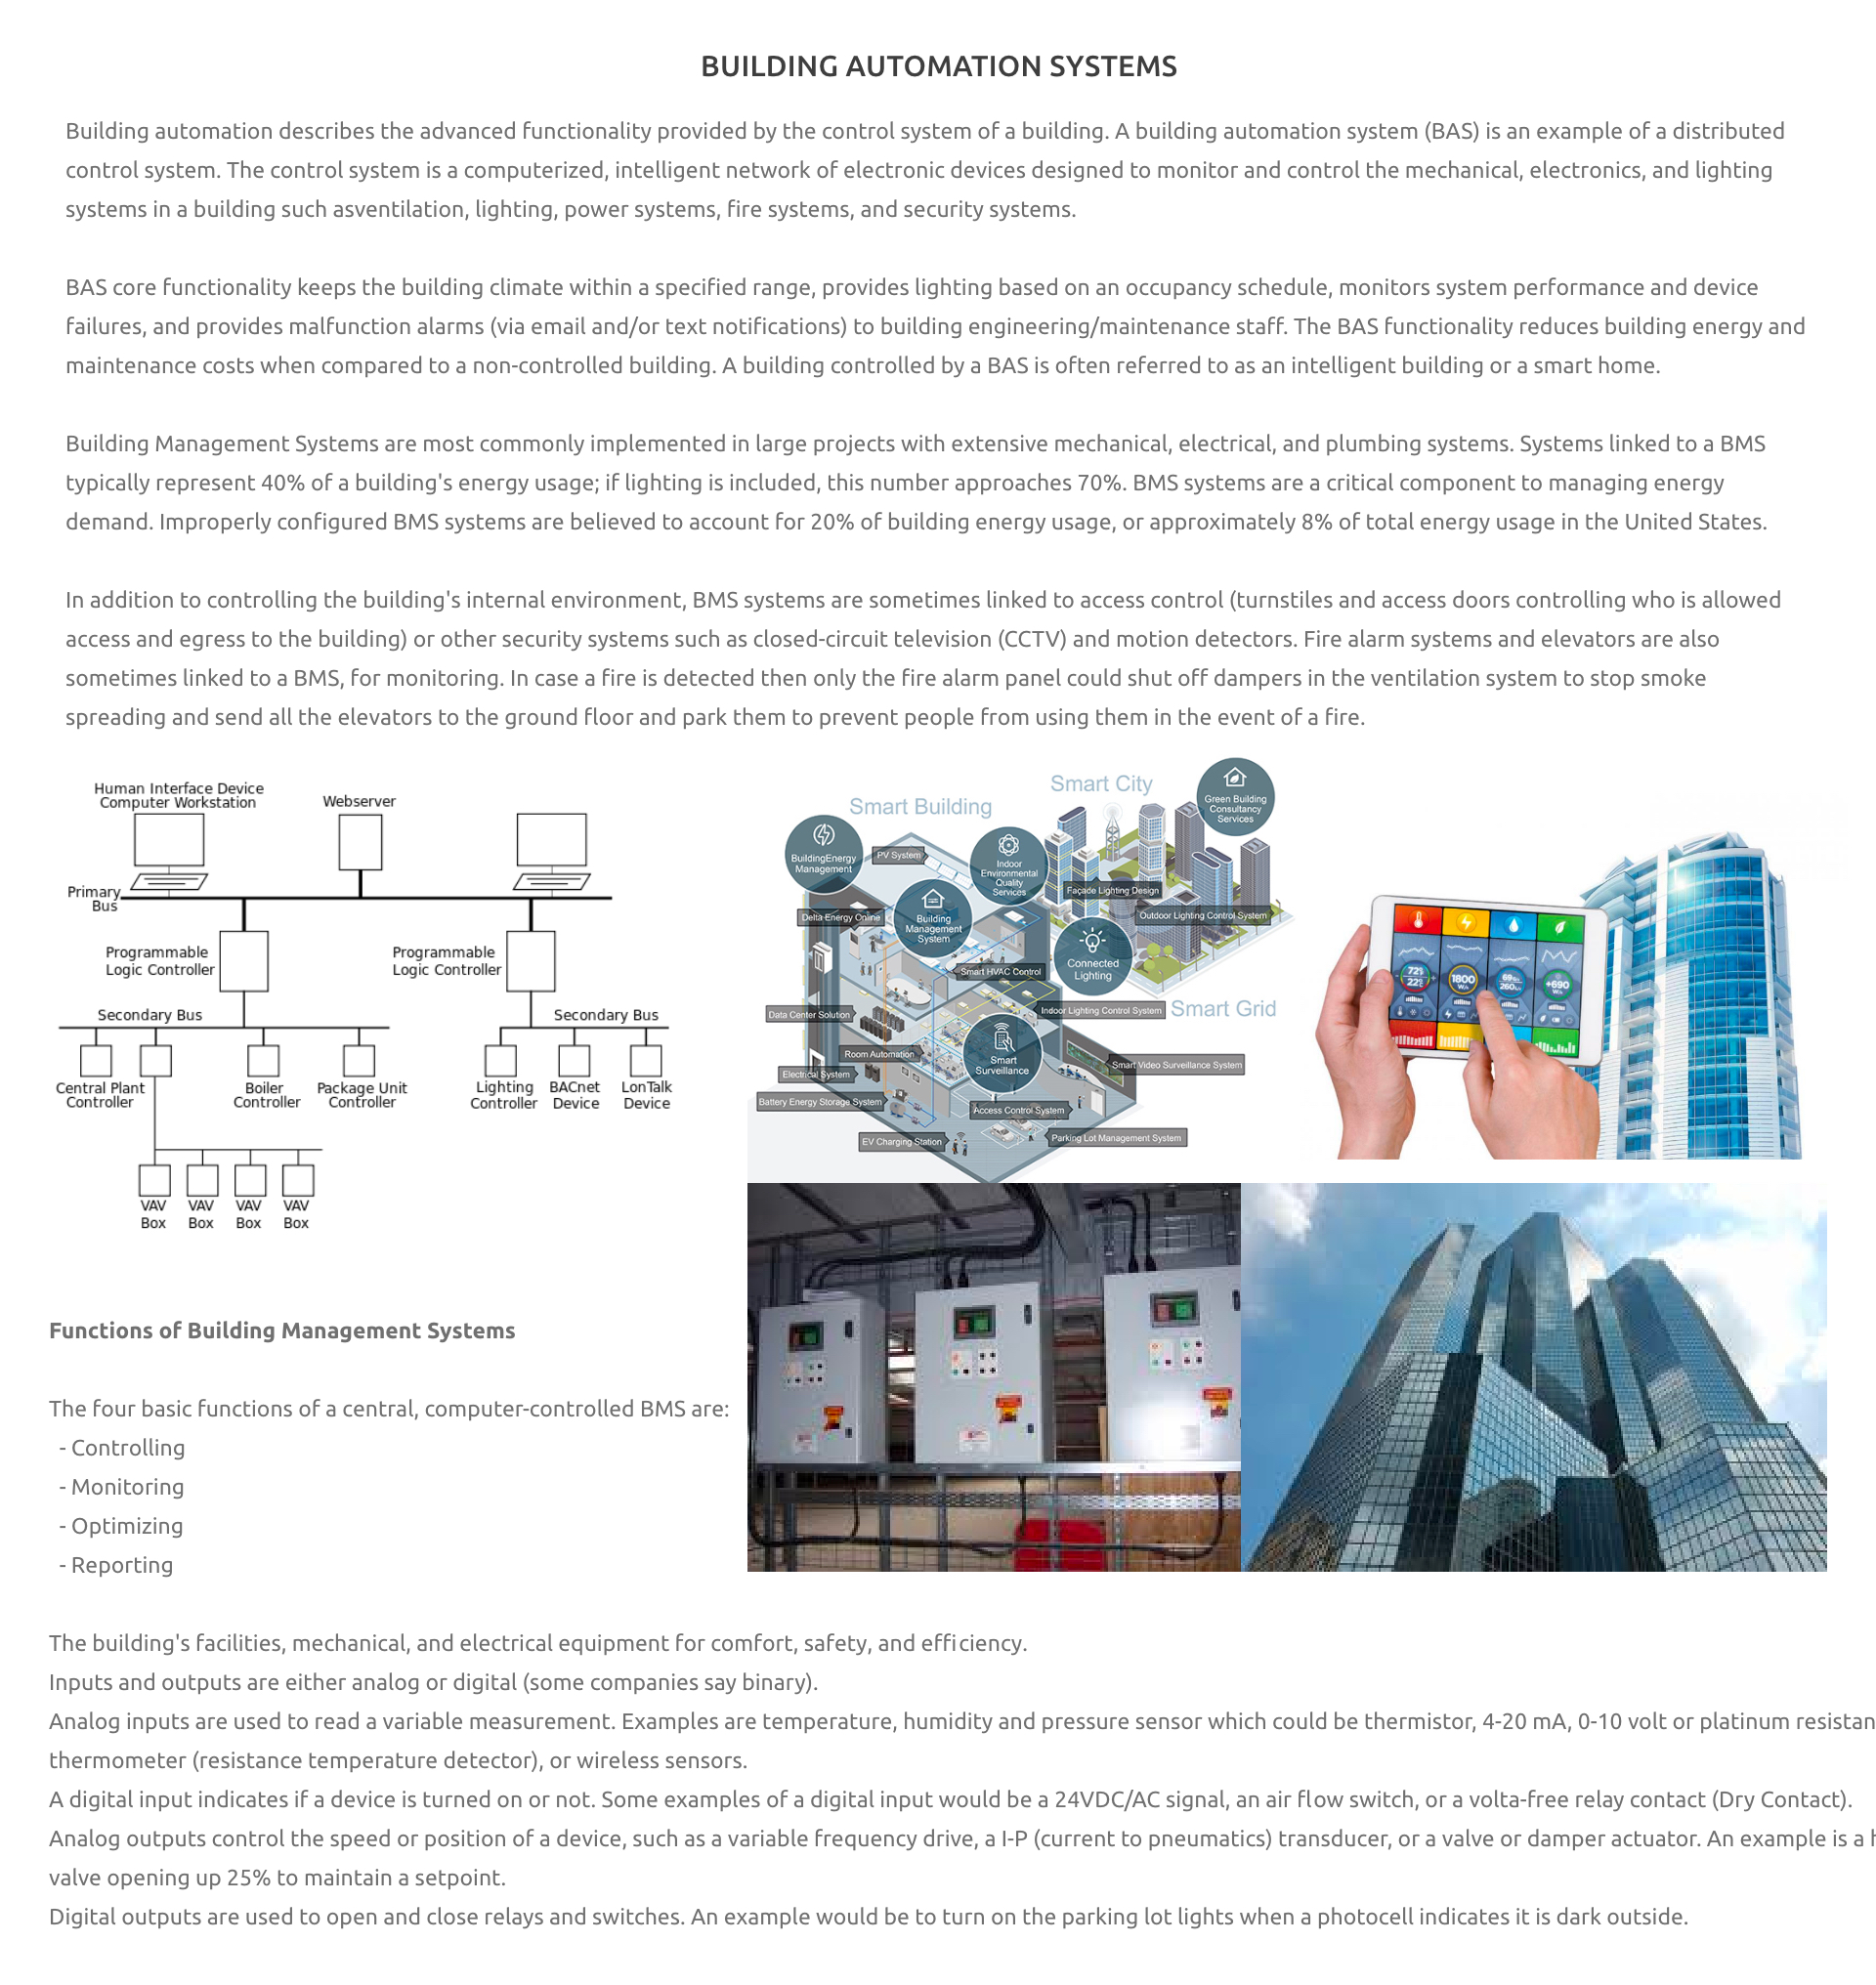 BUILDING AUTOMATION SYSTEMS
Building automation describes the advanced functionality provided by the control system of a building. A building automation system (BAS) is an example of a distributed
control system. The control system is a computerized, intelligent network of electronic devices designed to monitor and control the mechanical, electronics, and lighting
systems in a building such asventilation, lighting, power systems, fire systems, and security systems.
BAS core functionality keeps the building climate within a specified range, provides lighting based on an occupancy schedule, monitors system performance and device
failures, and provides malfunction alarms (via email and/or text notifications) to building engineering/maintenance staff. The BAS functionality reduces building energy and
maintenance costs when compared to a non-controlled building. A building controlled by a BAS is often referred to as an intelligent building or a smart home.
Building Management Systems are most commonly implemented in large projects with extensive mechanical, electrical, and plumbing systems. Systems linked to a BMS
typically represent 40% of a building's energy usage; if lighting is included, this number approaches 70%. BMS systems are a critical component to managing energy
demand. Improperly configured BMS systems are believed to account for 20% of building energy usage, or approximately 8% of total energy usage in the United States.
In addition to controlling the building's internal environment, BMS systems are sometimes linked to access control (turnstiles and access doors controlling who is allowed
access and egress to the building) or other security systems such as closed-circuit television (CCTV) and motion detectors. Fire alarm systems and elevators are also
sometimes linked to a BMS, for monitoring. In case a fire is detected then only the fire alarm panel could shut off dampers in the ventilation system to stop smoke
spreading and send all the elevators to the ground floor and park them to prevent people from using them in the event of a fire.
Human Interface Device
Computer Workstation
Webserver
Primary
Bus
Programmable
Logic Controller
Programmable
Logic Controller
Secondary Bus
Secondary Bus
Central Plant
Controller
Boiler
Controller
Package Unit
Controller
Lighting
Controller
BACnet
Device
LonTalk
Device
VAV
Box
VAV
Box
VAV
Box
VAV
Box
Smart Building
Smart City
Green Building
Consultancy
Services
BuildingEnergy
Management
PV System
Indoor
Environmental
Quality
Services
Façade Lighting Design
Delta Energy Online
Building
Management
System
Outdoor Lighting Control System
Smart HVAC Control
Connected
Lighting
Data Center Solution
Indoor Lighting Control System
Smart Grid
Room Automation
Smart
Surveillance
Smart Video Surveillance System
Electrical System
Battery Energy Storage System
Access Control System
EV Charging Station
Parking Lot Management System
72
22
1800
69
260
+690
Functions of Building Management Systems
The four basic functions of a central, computer-controlled BMS are:
- Controlling
- Monitoring
- Optimizing
- Reporting
The building's facilities, mechanical, and electrical equipment for comfort, safety, and efficiency.
Inputs and outputs are either analog or digital (some companies say binary).
Analog inputs are used to read a variable measurement. Examples are temperature, humidity and pressure sensor which could be thermistor, 4-20 mA, 0-10 volt or platinum resistan
thermometer (resistance temperature detector), or wireless sensors.
A digital input indicates if a device is turned on or not. Some examples of a digital input would be a 24VDC/AC signal, an air flow switch, or a volta-free relay contact (Dry Contact).
Analog outputs control the speed or position of a device, such as a variable frequency drive, a I-P (current to pneumatics) transducer, or a valve or damper actuator. An example is a
valve opening up 25% to maintain a setpoint.
Digital outputs are used to open and close relays and switches. An example would be to turn on the parking lot lights when a photocell indicates it is dark outside.